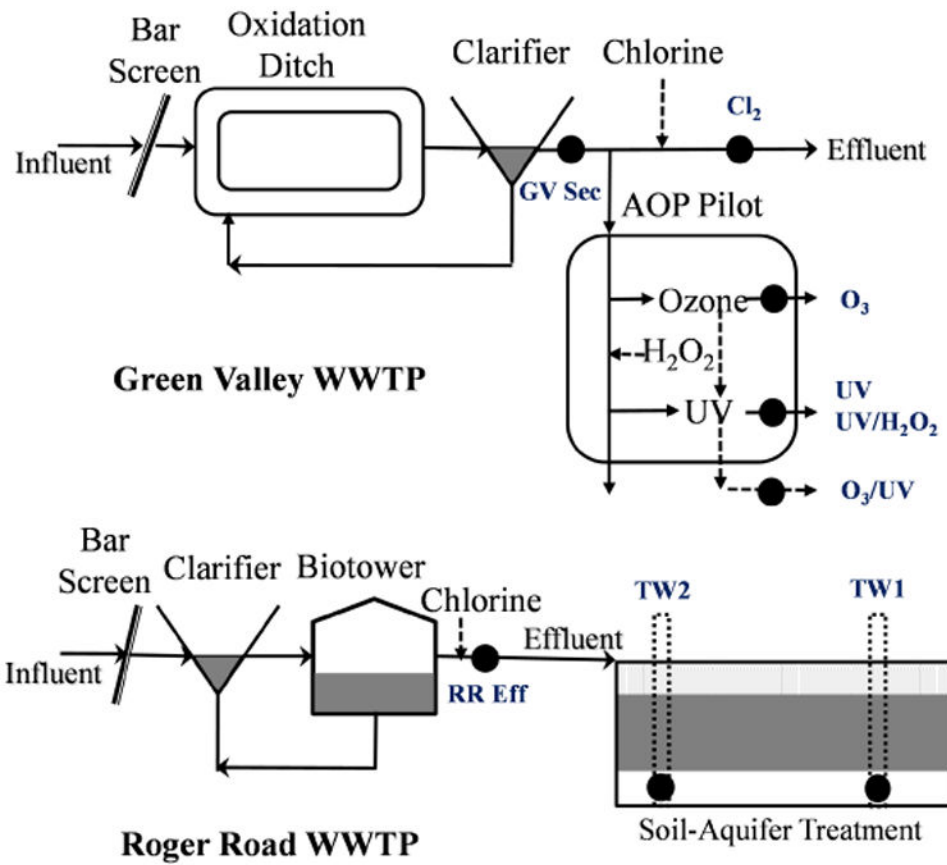 Bar
Screen
Oxidation
Ditch
Clarifier
Chlorine
Cl₂
Influent
Effluent
GV Sec
AOP Pilot
Ozone
O₃
H₂O₂
Green Valley WWTP
UV
UV
UV/H₂O₂
O₃/UV
Bar
Screen
Clarifier
Biotower
Chlorine
Effluent
TW2
TW1
Influent
RR Eff
Soil-Aquifer Treatment
Roger Road WWTP